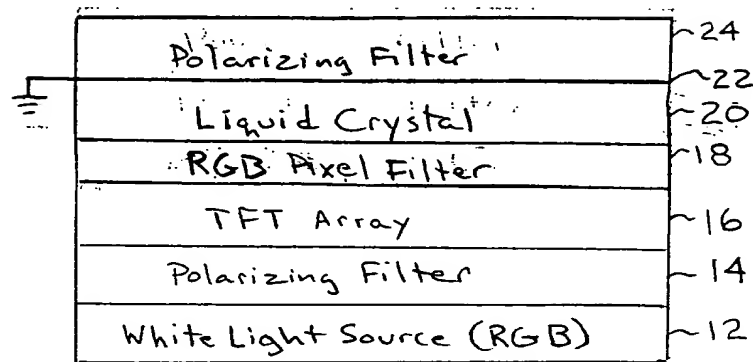 Polarizing Filter 24
22
Liquid Crystal 20
RGB Pixel Filter 18
TFT Array 16
Polarizing Filter 14
White Light Source (RGB) 12